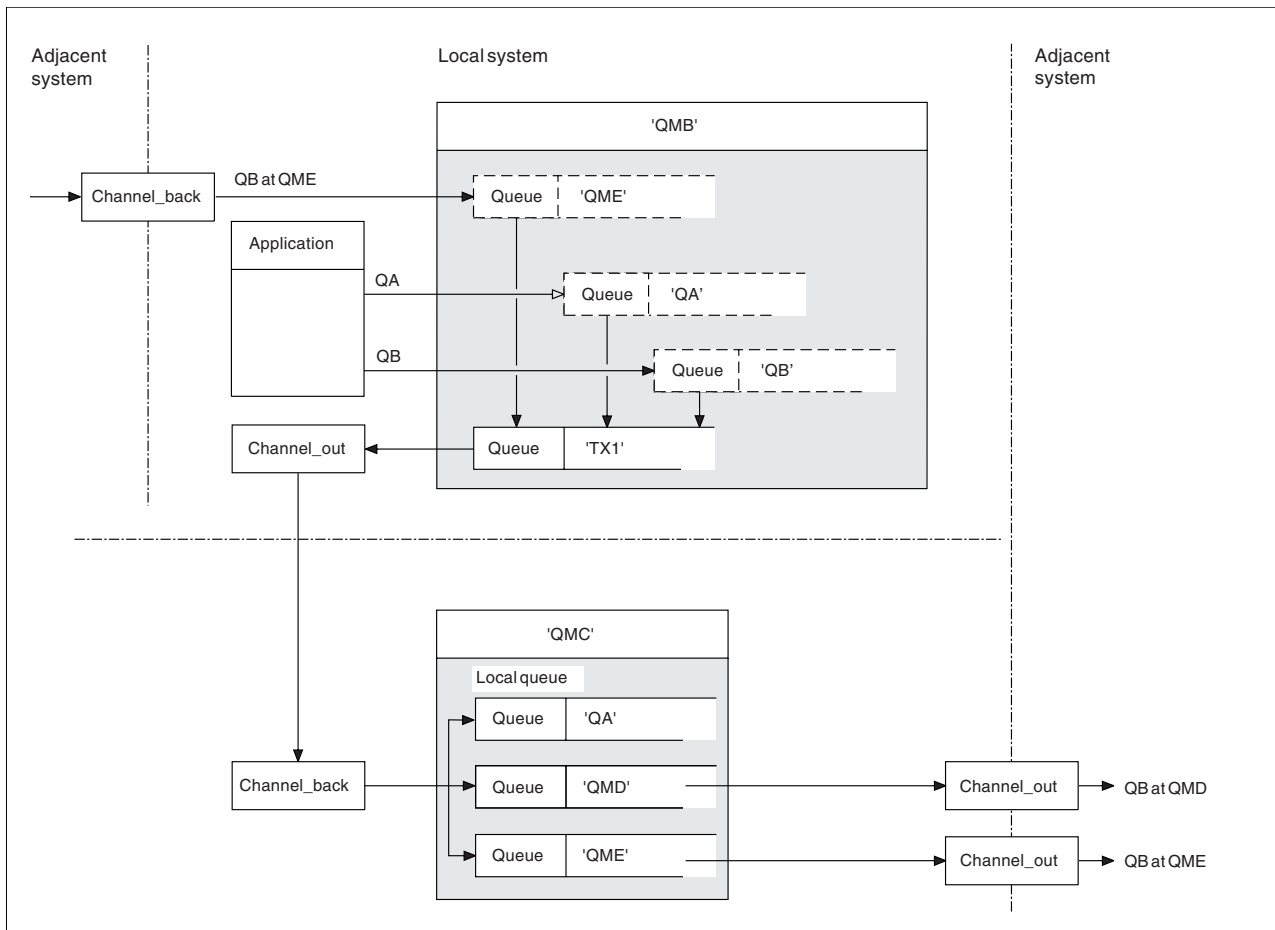 Adjacent
system
Local system
Adjacent
system
'QMB'
Channel_back
QB at QME
Queue
'QME'
Application
QA
Queue
'QA'
QB
Queue
'QB'
Channel_out
Queue
'TX1'
'QMC'
Local queue
Queue
'QA'
Channel_back
Queue
'QMD'
Channel_out
QB at QMD
Queue
'QME'
Channel_out
QB at QME